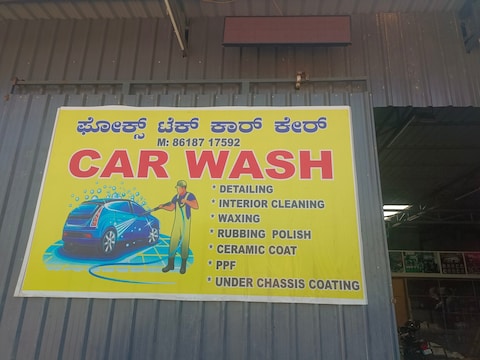 ಫೋಕ್ಸ್ ಟೆಕ್ ಕಾರ್ ಕೇರ್
M: 86187 17592
CAR WASH
* DETAILING
* INTERIOR CLEANING
* WAXING
* RUBBING POLISH
* CERAMIC COAT
* PPF
* UNDER CHASSIS COATING